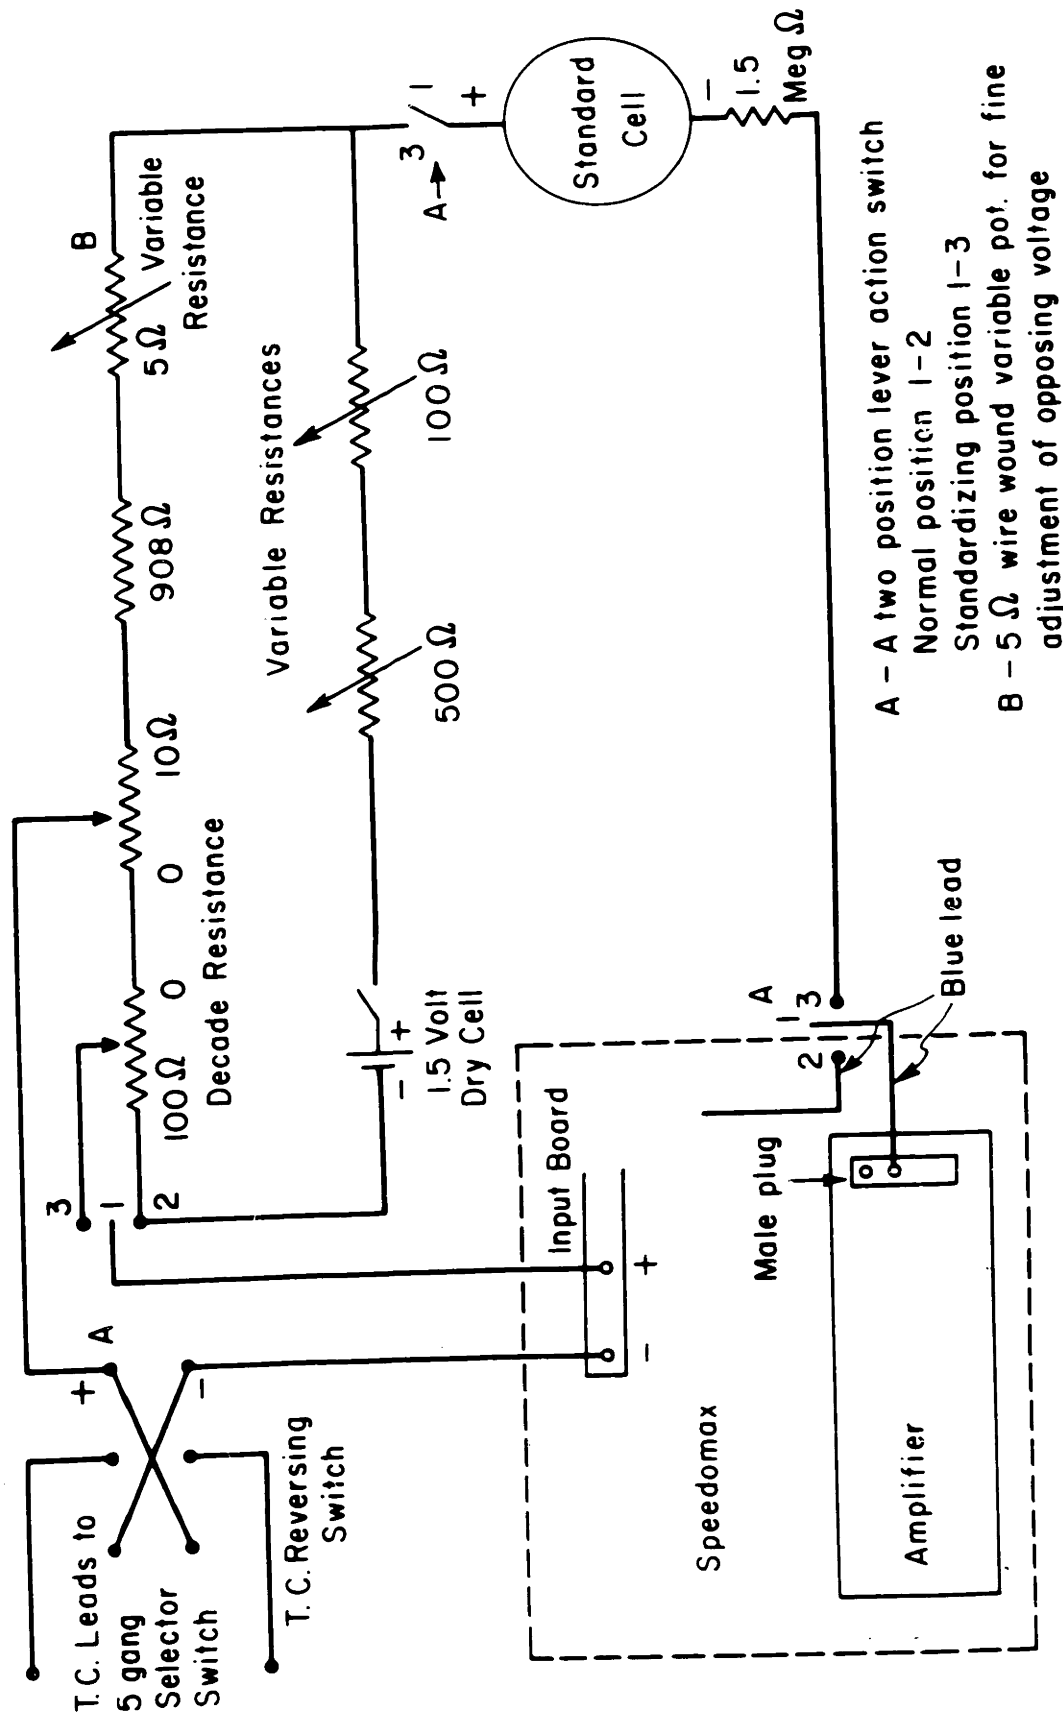 T.C. Leads to
5 gang
Selector
Switch
T.C. Reversing
Switch
+
A
−
3
1
2
100Ω
0
Decade Resistance
0
10Ω
908Ω
5Ω
B
Variable
Resistance
Variable Resistances
−
+
1.5 Volt
Dry Cell
500Ω
100Ω
A
3
1
+
Standard
Cell
−
1.5
Meg Ω
Input Board
−
+
Speedomax
Male plug
Amplifier
2
1
A
3
Blue lead
A – A two position lever action switch
Normal position 1-2
Standardizing position 1-3
B – 5 Ω wire wound variable pot. for fine
adjustment of opposing voltage